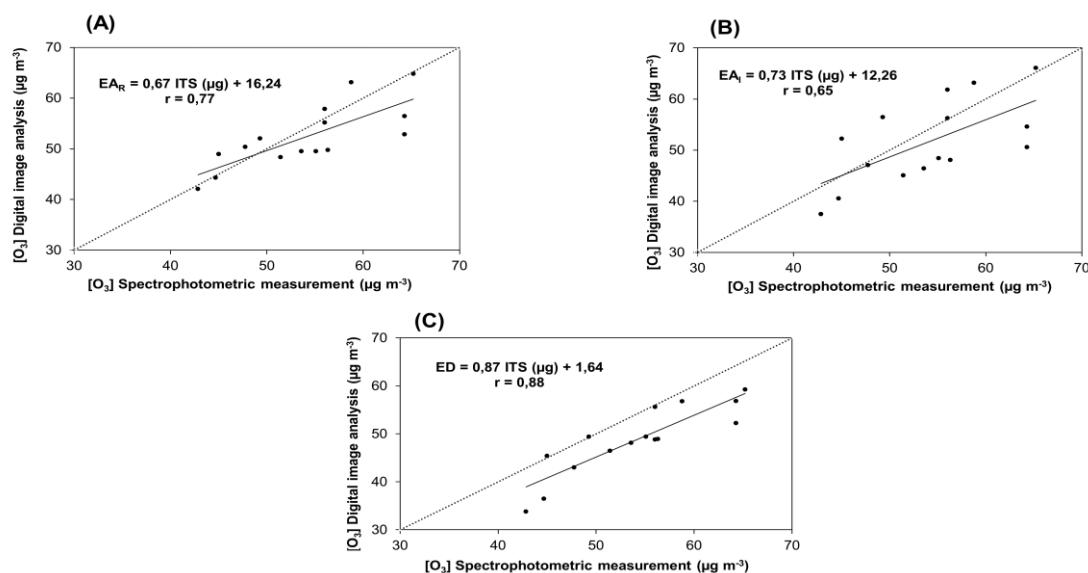 (A)
[O₃] Digital image analysis (µg m⁻³)
70
60
50
40
30
EA_R = 0,67 ITS (µg) + 16,24
r = 0,77
30 40 50 60 70
[O₃] Spectrophotometric measurement (µg m⁻³)
(B)
[O₃] Digital image analysis (µg m⁻³)
70
60
50
40
30
EA_I = 0,73 ITS (µg) + 12,26
r = 0,65
30 40 50 60 70
[O₃] Spectrophotometric measurement (µg m⁻³)
(C)
[O₃] Digital image analysis (µg m⁻³)
70
60
50
40
30
ED = 0,87 ITS (µg) + 1,64
r = 0,88
30 40 50 60 70
[O₃] Spectrophotometric measurement (µg m⁻³)